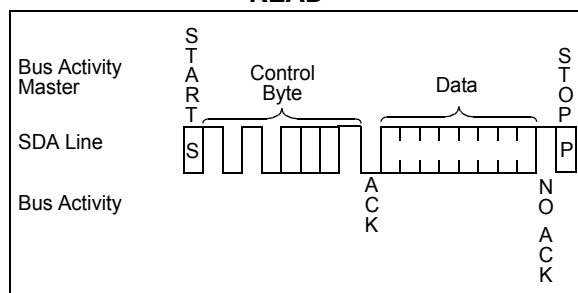 READ
START
STOP
Bus Activity
Master
Control
Byte
Data
SDA Line
S
P
Bus Activity
ACK
NO ACK